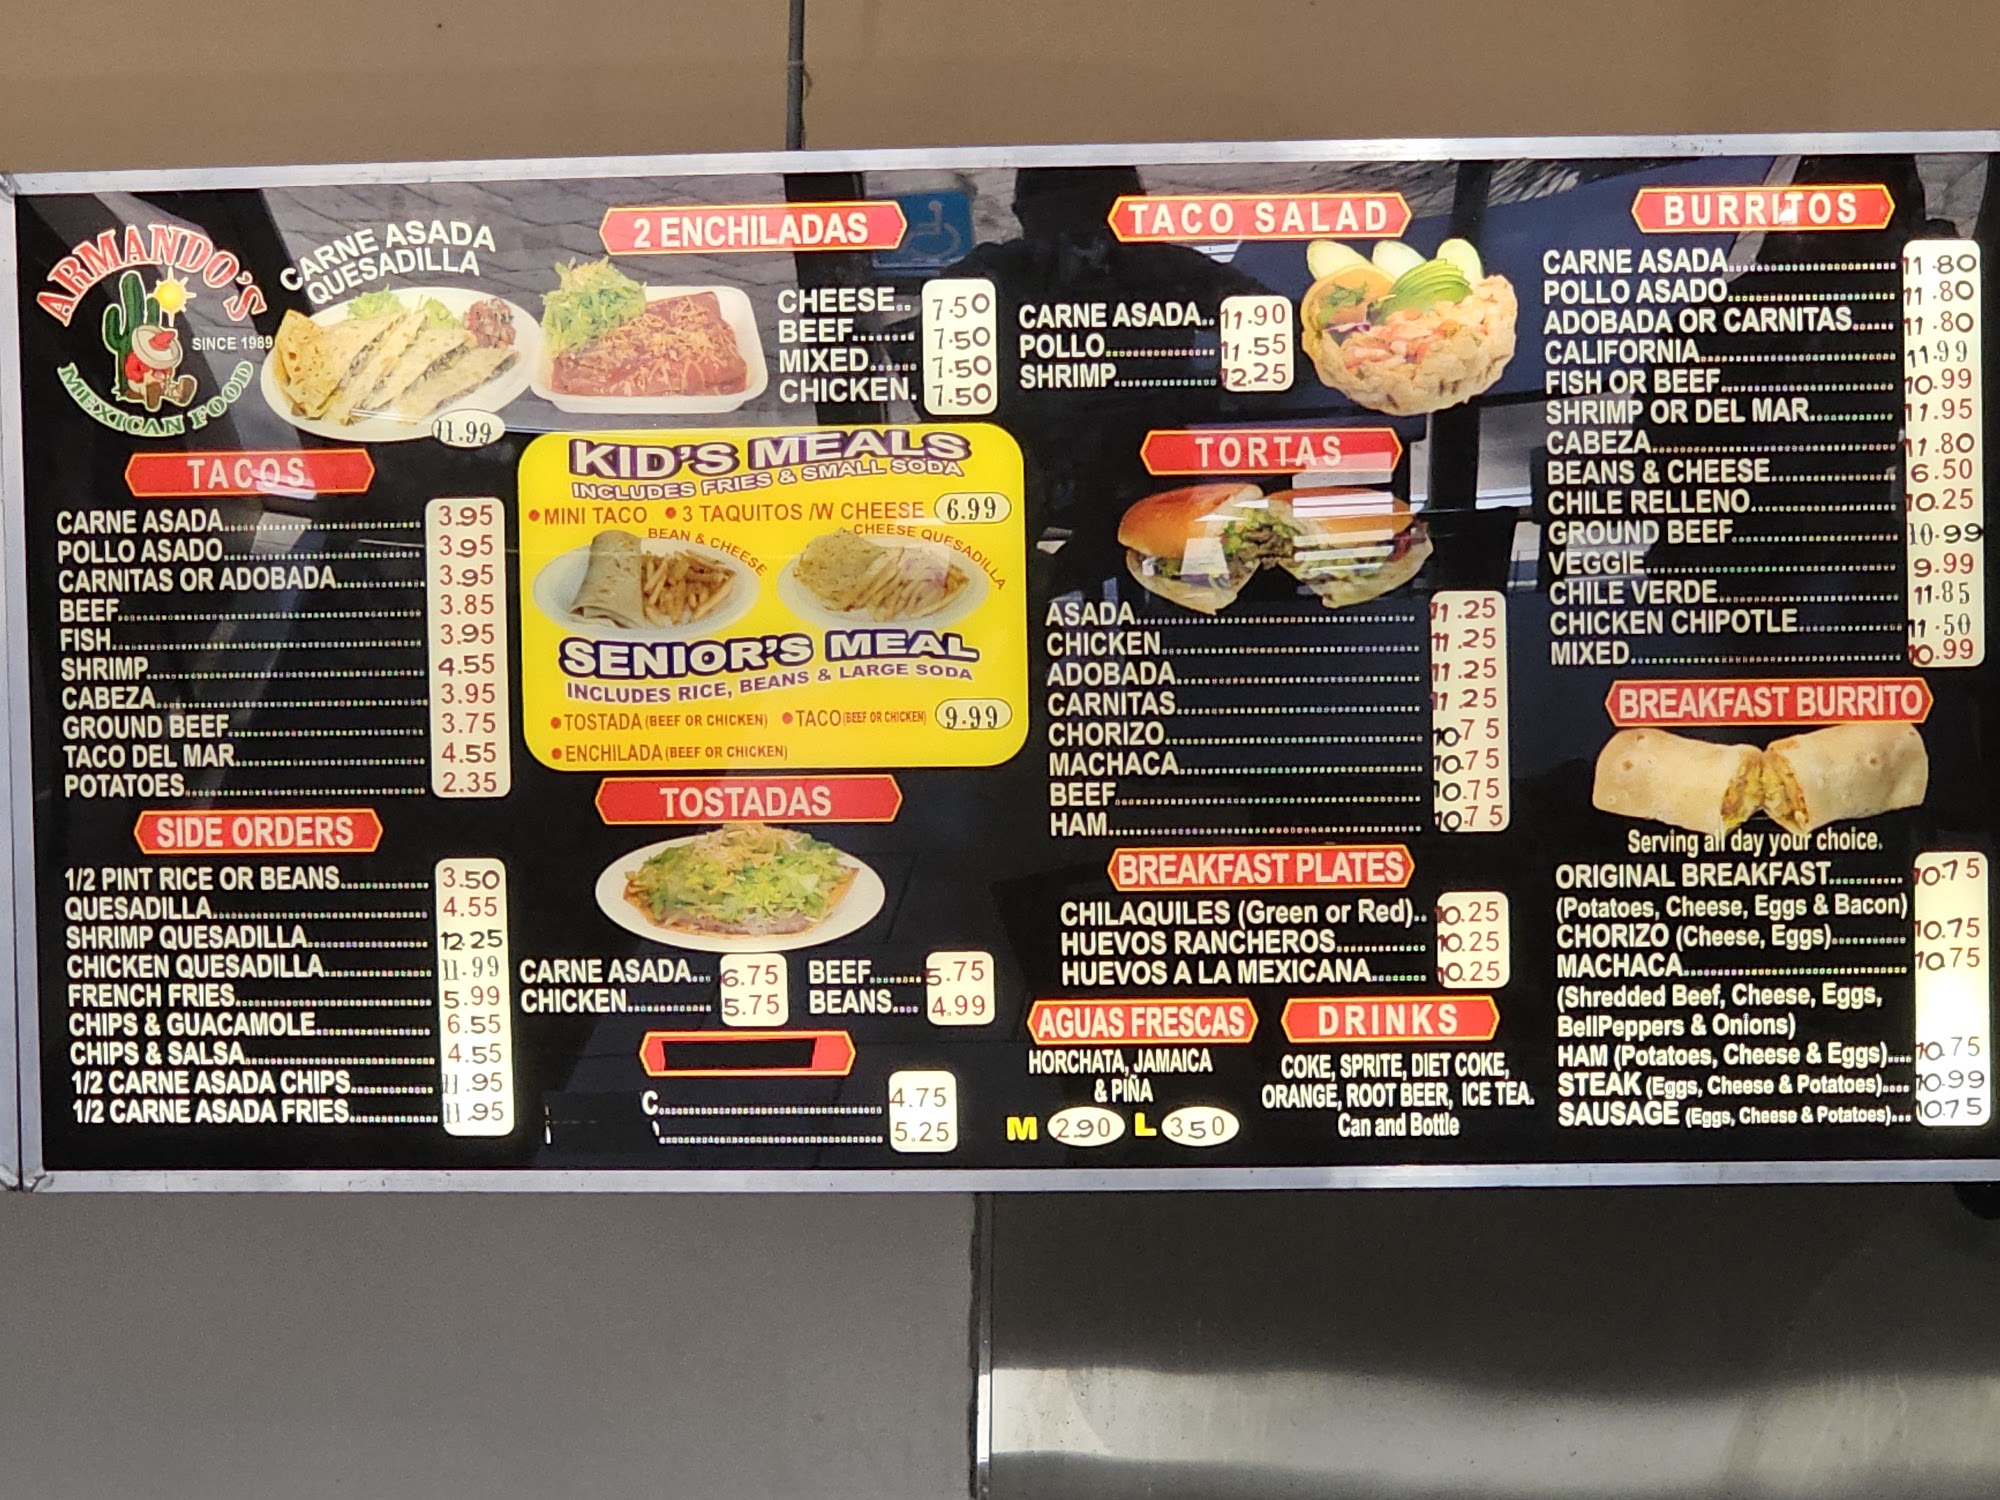 ARMANDO'S
SINCE 1989
MEXICAN FOOD
CARNE ASADA
QUESADILLA
11.99
TACOS
CARNE ASADA 3.95
POLLO ASADO 3.95
CARNITAS OR ADOBADA 3.95
BEEF 3.85
FISH 3.95
SHRIMP 4.55
CABEZA 3.95
GROUND BEEF 3.75
TACO DEL MAR 4.55
POTATOES 2.35
SIDE ORDERS
1/2 PINT RICE OR BEANS 3.50
QUESADILLA 4.55
SHRIMP QUESADILLA 12.25
CHICKEN QUESADILLA 11.99
FRENCH FRIES 5.99
CHIPS & GUACAMOLE 6.55
CHIPS & SALSA 4.55
1/2 CARNE ASADA CHIPS 11.95
1/2 CARNE ASADA FRIES 11.95
2 ENCHILADAS
CHEESE.. 7.50
BEEF 7.50
MIXED 7.50
CHICKEN. 7.50
KID'S MEALS
INCLUDES FRIES & SMALL SODA
• MINI TACO • 3 TAQUITOS /W CHEESE 6.99
BEAN & CHEESE
CHEESE QUESADILLA
SENIOR'S MEAL
INCLUDES RICE, BEANS & LARGE SODA
• TOSTADA (BEEF OR CHICKEN) • TACO (BEEF OR CHICKEN) 9.99
• ENCHILADA (BEEF OR CHICKEN)
TOSTADAS
CARNE ASADA 6.75
CHICKEN 5.75
BEEF 5.75
BEANS 4.99
C 4.75
5.25
TACO SALAD
CARNE ASADA.. 11.90
POLLO 11.55
SHRIMP 12.25
TORTAS
ASADA 11.25
CHICKEN 11.25
ADOBADA 11.25
CARNITAS 11.25
CHORIZO 10.75
MACHACA 10.75
BEEF 10.75
HAM 10.75
BREAKFAST PLATES
CHILAQUILES (Green or Red).. 10.25
HUEVOS RANCHEROS 10.25
HUEVOS A LA MEXICANA 10.25
AGUAS FRESCAS
HORCHATA, JAMAICA
& PIÑA
M 2.90 L 3.50
DRINKS
COKE, SPRITE, DIET COKE,
ORANGE, ROOT BEER, ICE TEA.
Can and Bottle
BURRITOS
CARNE ASADA 11.80
POLLO ASADO 11.80
ADOBADA OR CARNITAS 11.80
CALIFORNIA 11.99
FISH OR BEEF 10.99
SHRIMP OR DEL MAR 11.95
CABEZA 11.80
BEANS & CHEESE 6.50
CHILE RELLENO 10.25
GROUND BEEF 10.99
VEGGIE 9.99
CHILE VERDE 11.85
CHICKEN CHIPOTLE 11.50
MIXED 10.99
BREAKFAST BURRITO
Serving all day your choice.
ORIGINAL BREAKFAST 10.75
(Potatoes, Cheese, Eggs & Bacon)
CHORIZO (Cheese, Eggs) 10.75
MACHACA 10.75
(Shredded Beef, Cheese, Eggs,
BellPeppers & Onions)
HAM (Potatoes, Cheese & Eggs) 10.75
STEAK (Eggs, Cheese & Potatoes) 10.99
SAUSAGE (Eggs, Cheese & Potatoes) 10.75